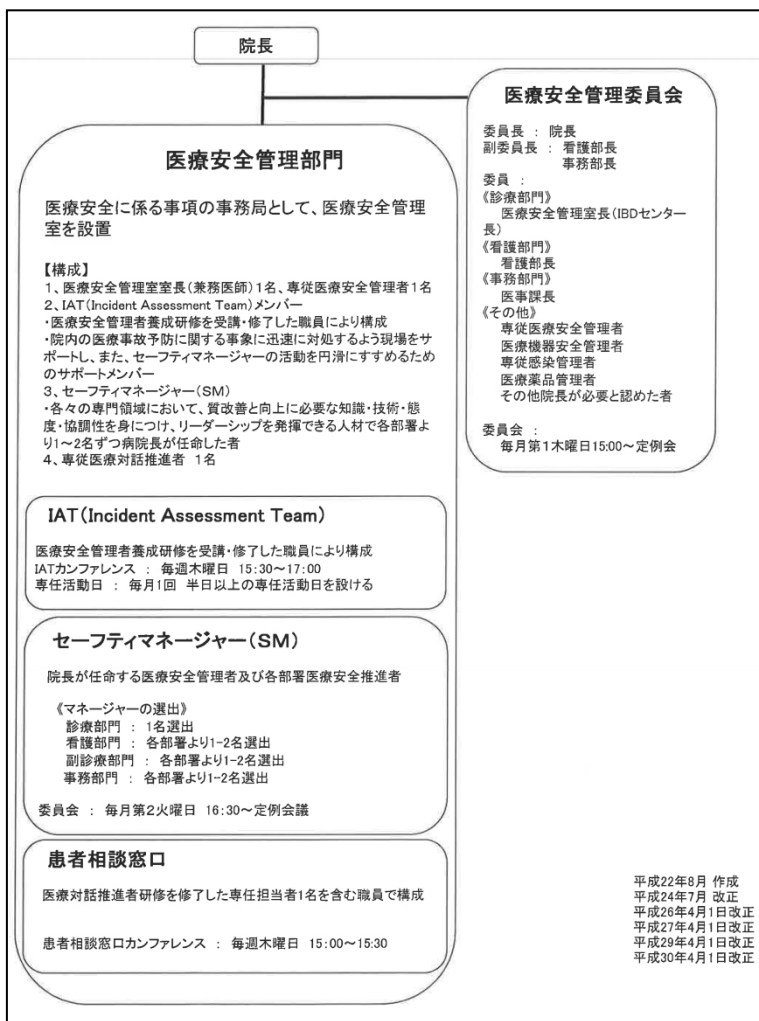 院長
医療安全管理委員会
委員長 : 院長
副委員長 : 看護部長
事務部長
委員 :
《診療部門》
医療安全管理室長(IBDセンター
長)
《看護部門》
看護部長
《事務部門》
医事課長
《その他》
専従医療安全管理者
医療機器安全管理者
専従感染管理者
医療薬品管理者
その他院長が必要と認めた者
委員会 :
毎月第1木曜日15:00~定例会
医療安全管理部門
医療安全に係る事項の事務局として、医療安全管理
室を設置
【構成】
1、医療安全管理室室長(兼務医師)1名、専従医療安全管理者1名
2、IAT(Incident Assessment Team)メンバー
・医療安全管理者養成研修を受講・修了した職員により構成
・院内の医療事故予防に関する事象に迅速に対処するよう現場をサ
ポートし、また、セーフティマネージャーの活動を円滑にすすめるため
のサポートメンバー
3、セーフティマネージャー(SM)
・各々の専門領域において、質改善と向上に必要な知識・技術・態
度・協調性を身につけ、リーダーシップを発揮できる人材で各部署よ
り1~2名ずつ病院長が任命した者
4、専従医療対話推進者 1名
IAT(Incident Assessment Team)
医療安全管理者養成研修を受講・修了した職員により構成
IATカンファレンス : 毎週木曜日 15:30~17:00
専任活動日 : 毎月1回 半日以上の専任活動日を設ける
セーフティマネージャー(SM)
院長が任命する医療安全管理者及び各部署医療安全推進者
《マネージャーの選出》
診療部門 : 1名選出
看護部門 : 各部署より1-2名選出
副診療部門 : 各部署より1-2名選出
事務部門 : 各部署より1-2名選出
委員会 : 毎月第2火曜日 16:30~定例会議
患者相談窓口
医療対話推進者研修を修了した専任担当者1名を含む職員で構成
患者相談窓口カンファレンス : 毎週木曜日 15:00~15:30
平成22年8月 作成
平成24年7月 改正
平成26年4月1日改正
平成27年4月1日改正
平成29年4月1日改正
平成30年4月1日改正